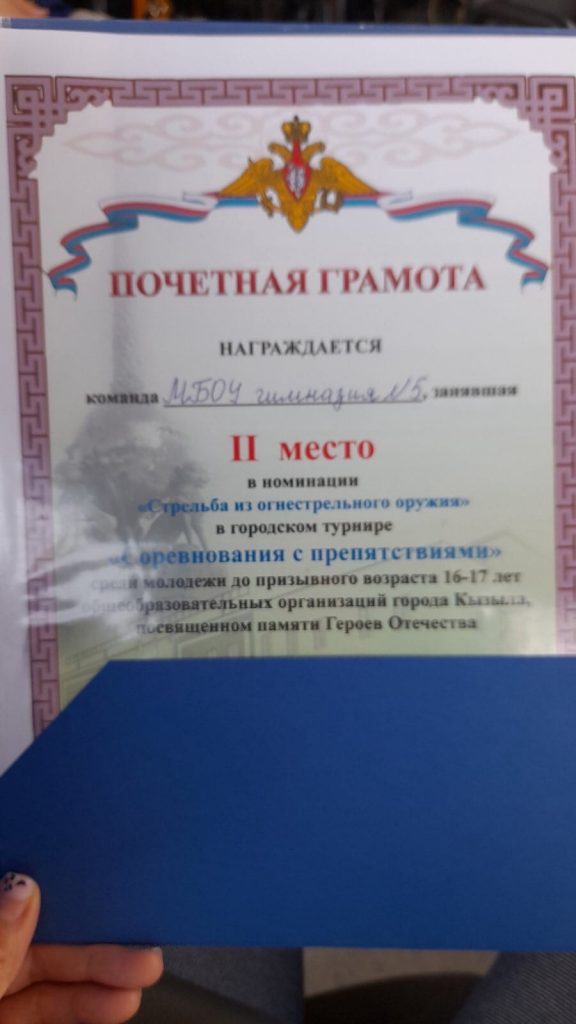 ПОЧЕТНАЯ ГРАМОТА
НАГРАЖДАЕТСЯ
команда МБОУ гимназия №5, занявшая
II место
в номинации
«Стрельба из огнестрельного оружия»
в городском турнире
«Соревнования с препятствиями»
среди молодежи до призывного возраста 16-17 лет
общеобразовательных организаций города Кызыла,
посвященном памяти Героев Отечества